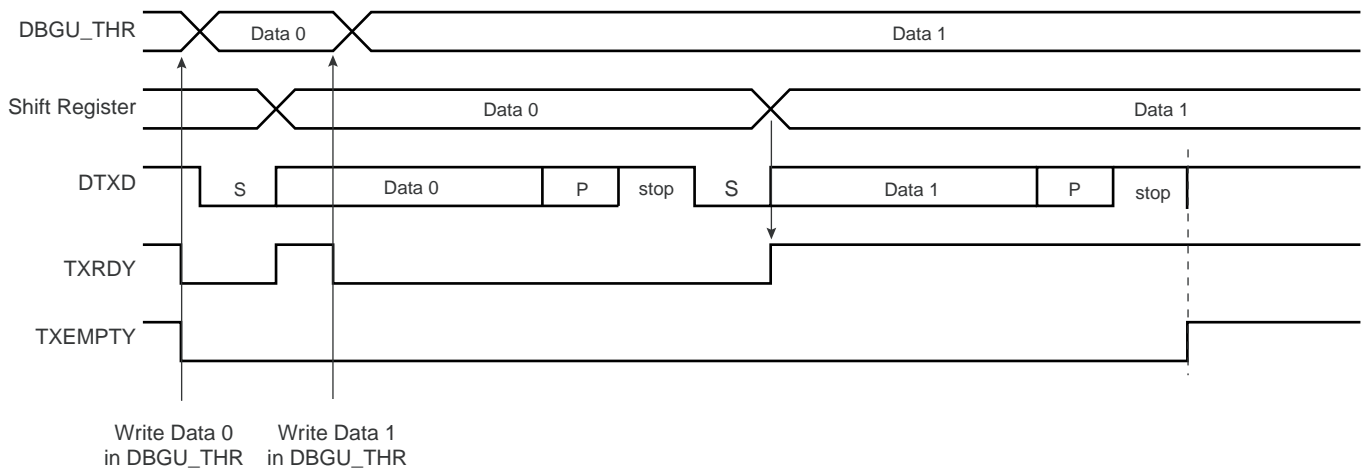 DBGU_THR Data 0 Data 1
Shift Register Data 0 Data 1
DTXD S Data 0 P stop S Data 1 P stop
TXRDY
TXEMPTY
Write Data 0
in DBGU_THR
Write Data 1
in DBGU_THR